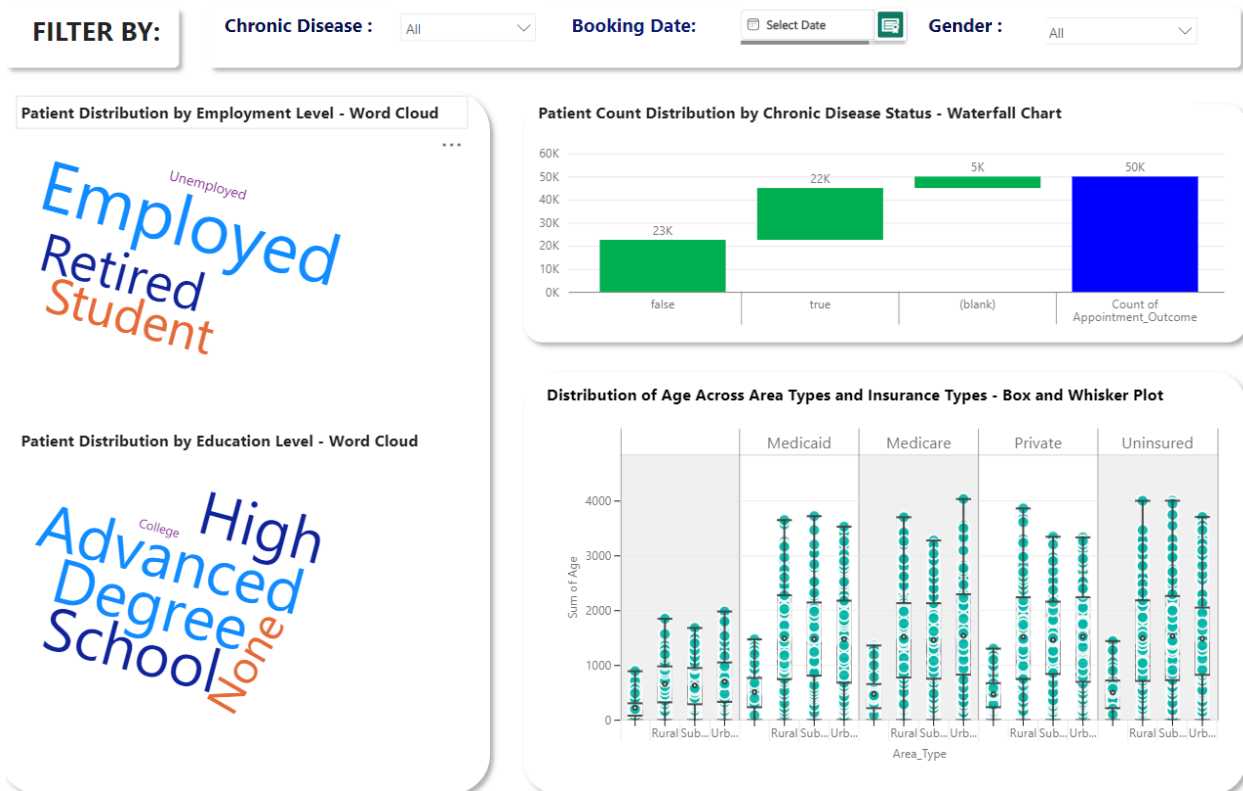 FILTER BY:
Chronic Disease :
All
Booking Date:
Select Date
Gender :
All
Patient Distribution by Employment Level - Word Cloud
...
Unemployed
Employed
Retired
Student
Patient Distribution by Education Level - Word Cloud
High
College
Advanced
Degree
School
None
Patient Count Distribution by Chronic Disease Status - Waterfall Chart
60K
50K
40K
30K
20K
10K
0K
23K
22K
5K
50K
false
true
(blank)
Count of
Appointment_Outcome
Distribution of Age Across Area Types and Insurance Types - Box and Whisker Plot
Medicaid Medicare Private Uninsured
Sum of Age
4000
3000
2000
1000
0
Rural Sub... Urb... Rural Sub... Urb... Rural Sub... Urb... Rural Sub... Urb... Rural Sub... Urb...
Area_Type